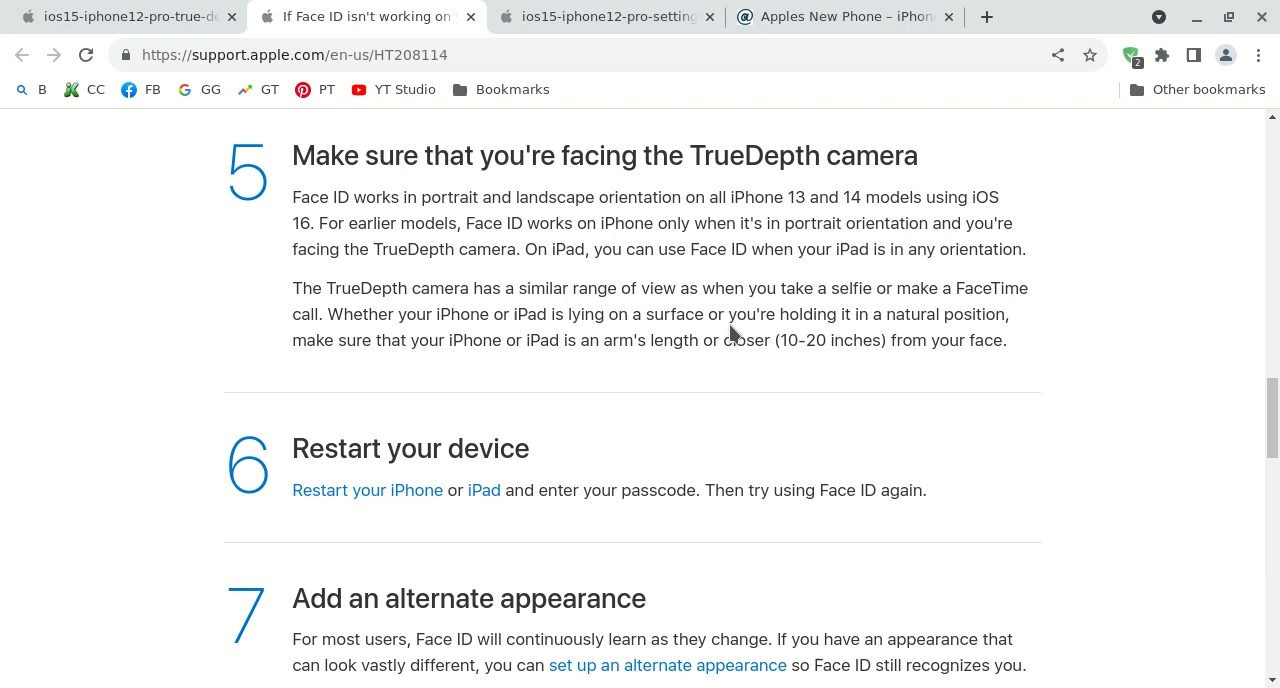 ios15-iphone12-pro-true-de
If Face ID isn't working on y
ios15-iphone12-pro-setting
Apples New Phone – iPhon
https://support.apple.com/en-us/HT208114
2
B
CC
FB
GG
GT
PT
YT Studio
Bookmarks
Other bookmarks
5
Make sure that you're facing the TrueDepth camera
Face ID works in portrait and landscape orientation on all iPhone 13 and 14 models using iOS
16. For earlier models, Face ID works on iPhone only when it's in portrait orientation and you're
facing the TrueDepth camera. On iPad, you can use Face ID when your iPad is in any orientation.
The TrueDepth camera has a similar range of view as when you take a selfie or make a FaceTime
call. Whether your iPhone or iPad is lying on a surface or you're holding it in a natural position,
make sure that your iPhone or iPad is an arm's length or closer (10-20 inches) from your face.
6
Restart your device
Restart your iPhone or iPad and enter your passcode. Then try using Face ID again.
7
Add an alternate appearance
For most users, Face ID will continuously learn as they change. If you have an appearance that
can look vastly different, you can set up an alternate appearance so Face ID still recognizes you.